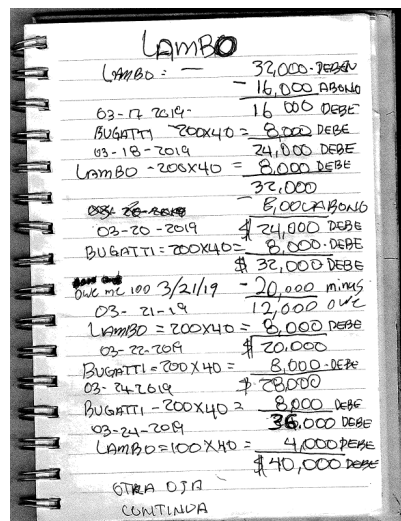 LAMBO
LAMBO: — 32,000-DEBEN
- 16,000 ABONO
03-17 2019- 16 000 DEBE
BUGATTI -200X40= 8,000 DEBE
03-18-2019 24,000 DEBE
LAMBO -200X40 = 8,000 DEBE
32,000
- 8,000 ABONO
03-20-2019 $ 24,000 DEBE
BUGATTI=200X40= 8,000-DEBE
$ 32,000 DEBE
owe me 100 3/21/19 - 20,000 minus
03-21-19 12,000 owe
LAMBO = 200X40 = 8,000 DEBE
03-22-2019 $ 20,000
BUGATTI=200X40= 8,000-DEBE
03-24-2019 $ 28,000
BUGATTI-200X40= 8,000 DEBE
03-24-2019 36,000 DEBE
LAMBO=100X40= 4,000 DEBE
$40,000 DEBE
OTRA OJA
CONTINUA